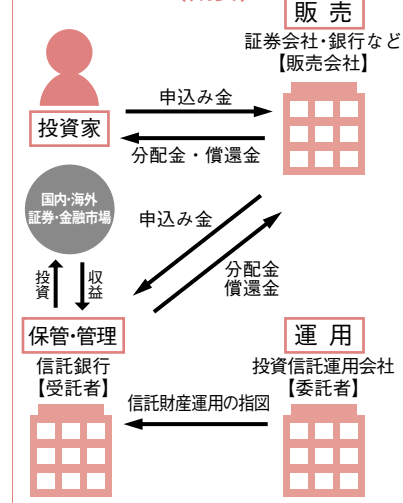 販 売
証券会社・銀行など
【販売会社】
申込み金
投資家
分配金・償還金
国内・海外
証券・金融市場
申込み金
分配金
償還金
投資
収益
保管・管理
信託銀行
【受託者】
運 用
投資信託運用会社
【委託者】
信託財産運用の指図